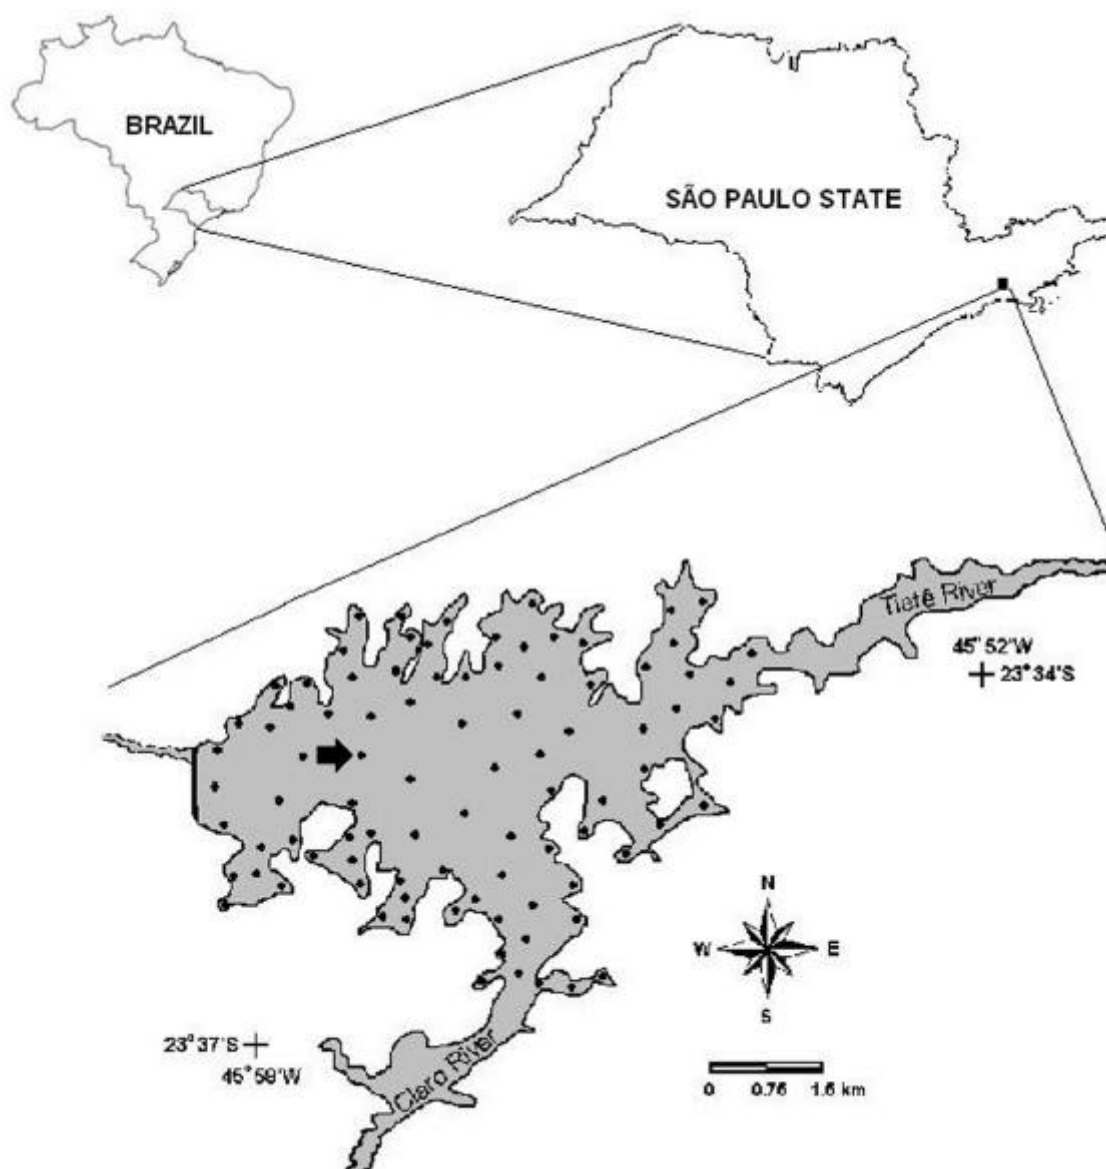 BRAZIL
SÃO PAULO STATE
Tietê River
45°52'W
23°34'S
N
W E
S
23°37'S
45°58'W
Clara River
0 0.75 1.5 km